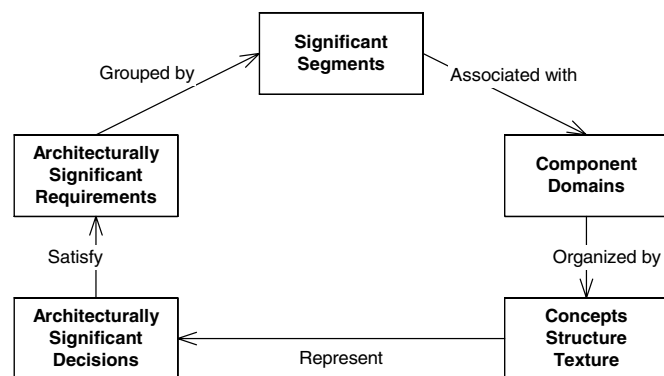 Significant
Segments
Grouped by
Associated with
Architecturally
Significant
Requirements
Component
Domains
Satisfy
Organized by
Architecturally
Significant
Decisions
Concepts
Structure
Texture
Represent